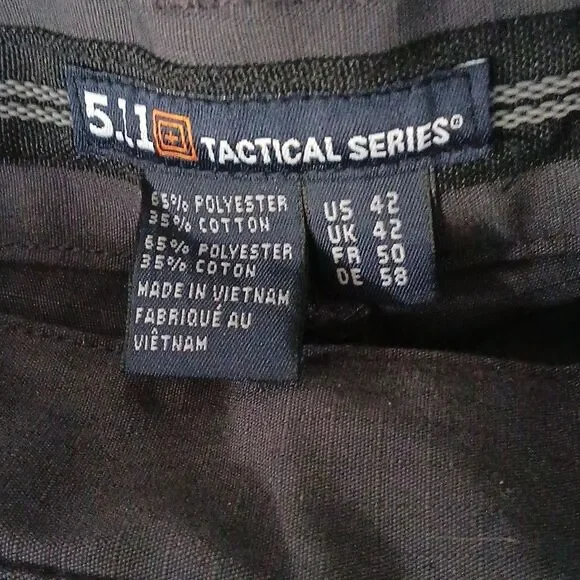 5.11 TACTICAL SERIES®
65% POLYESTER
35% COTTON
65% POLYESTER
35% COTON
MADE IN VIETNAM
FABRIQUÉ AU
VIÊTNAM
US 42
UK 42
FR 50
DE 58